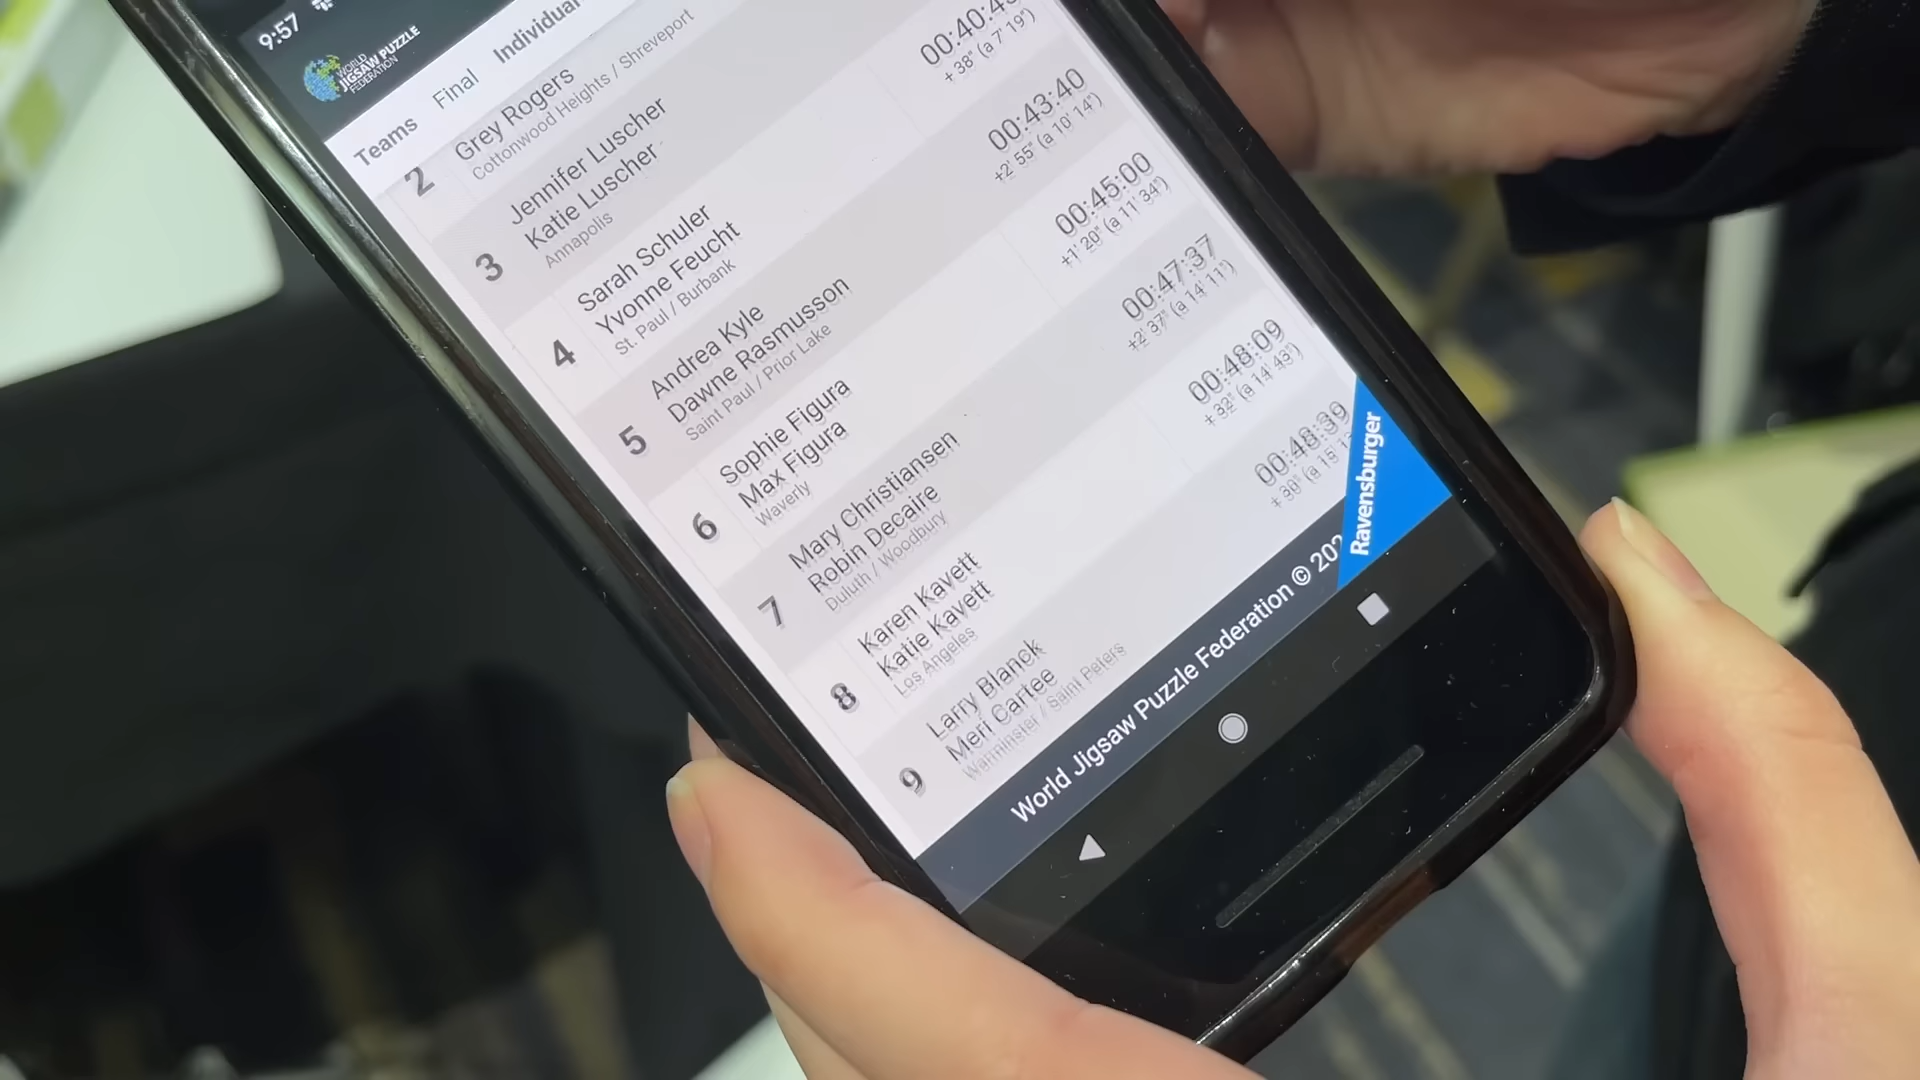 9:57
WORLD
JIGSAW PUZZLE
FEDERATION
Teams Final Individual
2
Grey Rogers
Cottonwood Heights / Shreveport
3
Jennifer Luscher
Katie Luscher
Annapolis
4
Sarah Schuler
Yvonne Feucht
St. Paul / Burbank
00:40:45
+ 38" (a 7' 19")
5
Andrea Kyle
Dawne Rasmusson
Saint Paul / Prior Lake
00:43:40
+2' 55" (a 10' 14")
6
Sophie Figura
Max Figura
Waverly
00:45:00
+1' 20" (a 11' 34")
7
Mary Christiansen
Robin Decaire
Duluth / Woodbury
00:47:37
+2' 37" (a 14' 11")
8
Karen Kavett
Katie Kavett
Los Angeles
00:48:09
+ 32" (a 14' 43")
9
Larry Blanck
Meri Cartee
Warminster / Saint Peters
00:48:39
+ 30" (a 15' 1
World Jigsaw Puzzle Federation © 202
Ravensburger